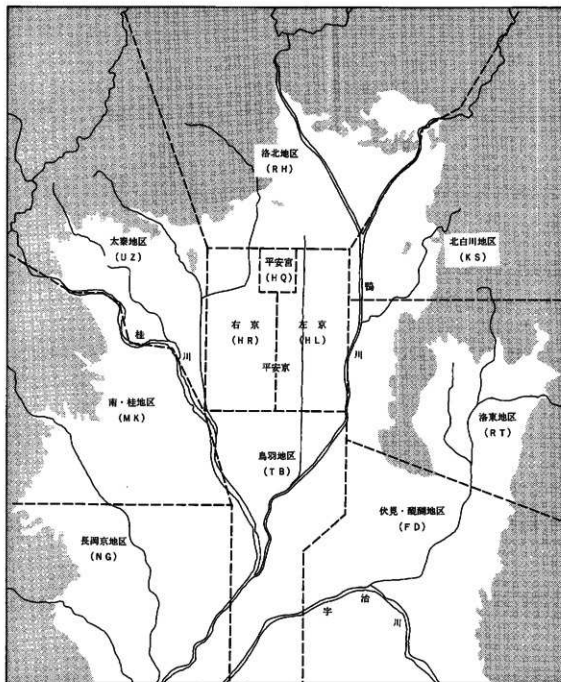 洛北地区
(RH)
太秦地区
(UZ)
平安宮
(HQ)
北白川地区
(KS)
鴨
川
右京
(HR)
左京
(HL)
平安京
桂
川
南・桂地区
(MK)
洛東地区
(RT)
鳥羽地区
(TB)
伏見・醍醐地区
(FD)
長岡京地区
(NG)
宇
治
川